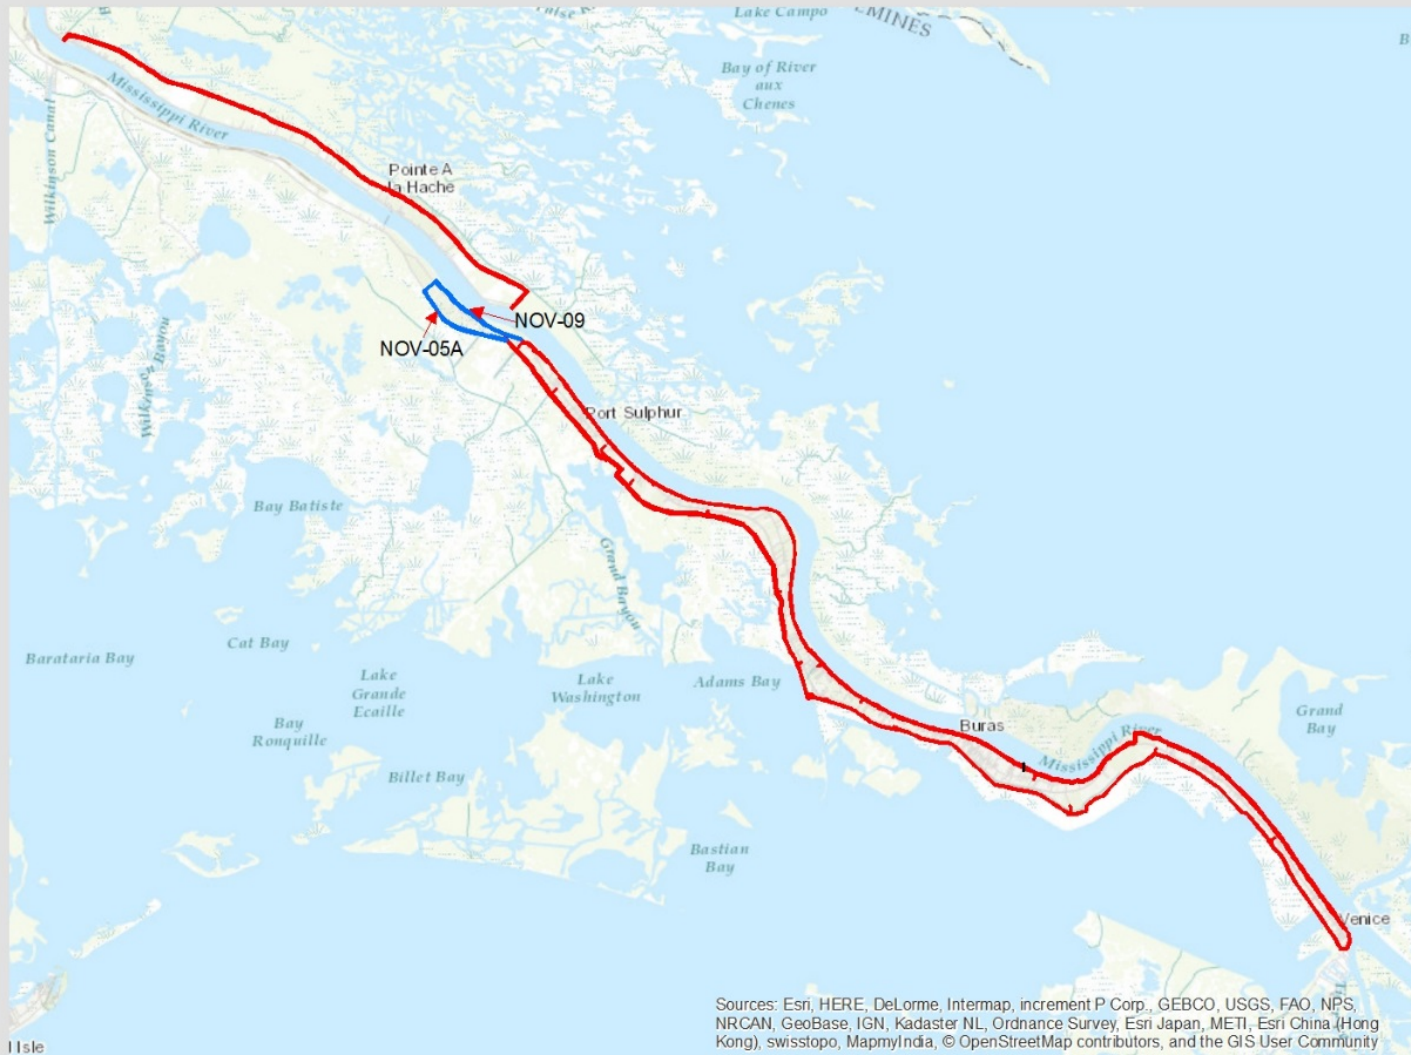 Lake Campo
EMINES
Bay of River
aux
Chenes
Mississippi River
Wilkinson Canal
Pointe A
la Hache
NOV-09
NOV-05A
Wilkinson Bayou
Port Sulphur
Bay Batiste
Grand Bayou
Cat Bay
Barataria Bay
Lake
Grande
Ecaille
Lake
Washington
Adams Bay
Bay
Ronquille
Buras
Grand
Bay
Mississippi River
Billet Bay
Bastian
Bay
Venice
Sources: Esri, HERE, DeLorme, Intermap, increment P Corp., GEBCO, USGS, FAO, NPS,
NRCAN, GeoBase, IGN, Kadaster NL, Ordnance Survey, Esri Japan, METI, Esri China (Hong
Kong), swisstopo, MapmyIndia, © OpenStreetMap contributors, and the GIS User Community
Isle